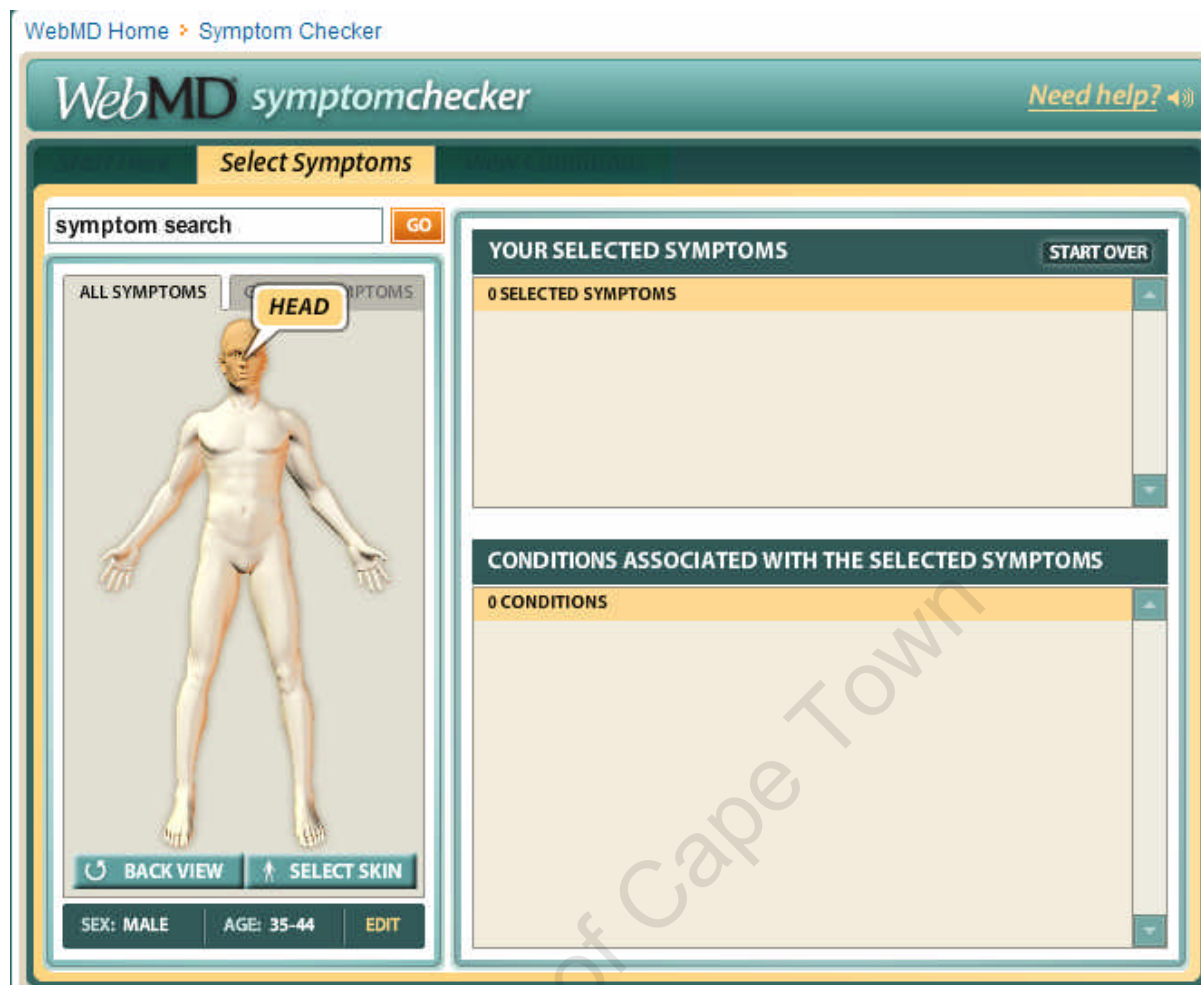 WebMD Home > Symptom Checker
WebMD symptomchecker
Need help?
Select Symptoms
symptom search
GO
YOUR SELECTED SYMPTOMS
START OVER
ALL SYMPTOMS
HEAD
0 SELECTED SYMPTOMS
CONDITIONS ASSOCIATED WITH THE SELECTED SYMPTOMS
0 CONDITIONS
BACK VIEW
SELECT SKIN
SEX: MALE
AGE: 35-44
EDIT
of Cape Town